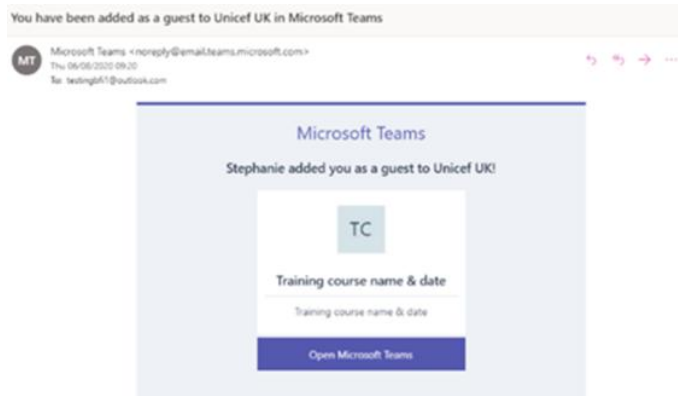 You have been added as a guest to Unicef UK in Microsoft Teams
MT
Microsoft Teams <noreply@email.teams.microsoft.com>
Thu 06/08/2020 09:20
To: testingbfi1@outlook.com
Microsoft Teams
Stephanie added you as a guest to Unicef UK!
TC
Training course name & date
Training course name & date
Open Microsoft Teams